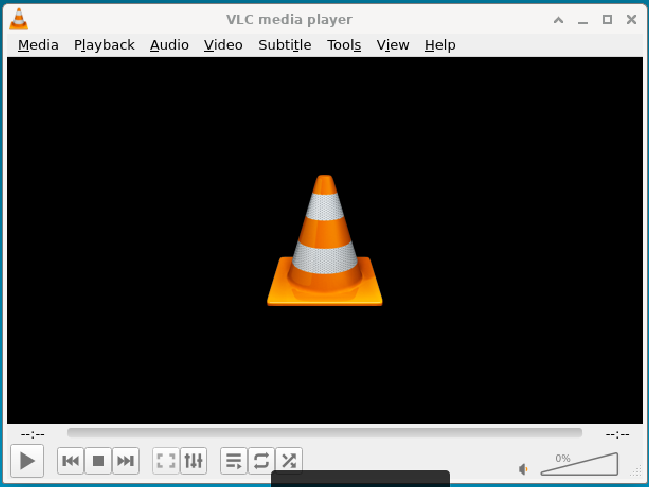 VLC media player
Media Playback Audio Video Subtitle Tools View Help
--:-- --:--
0%